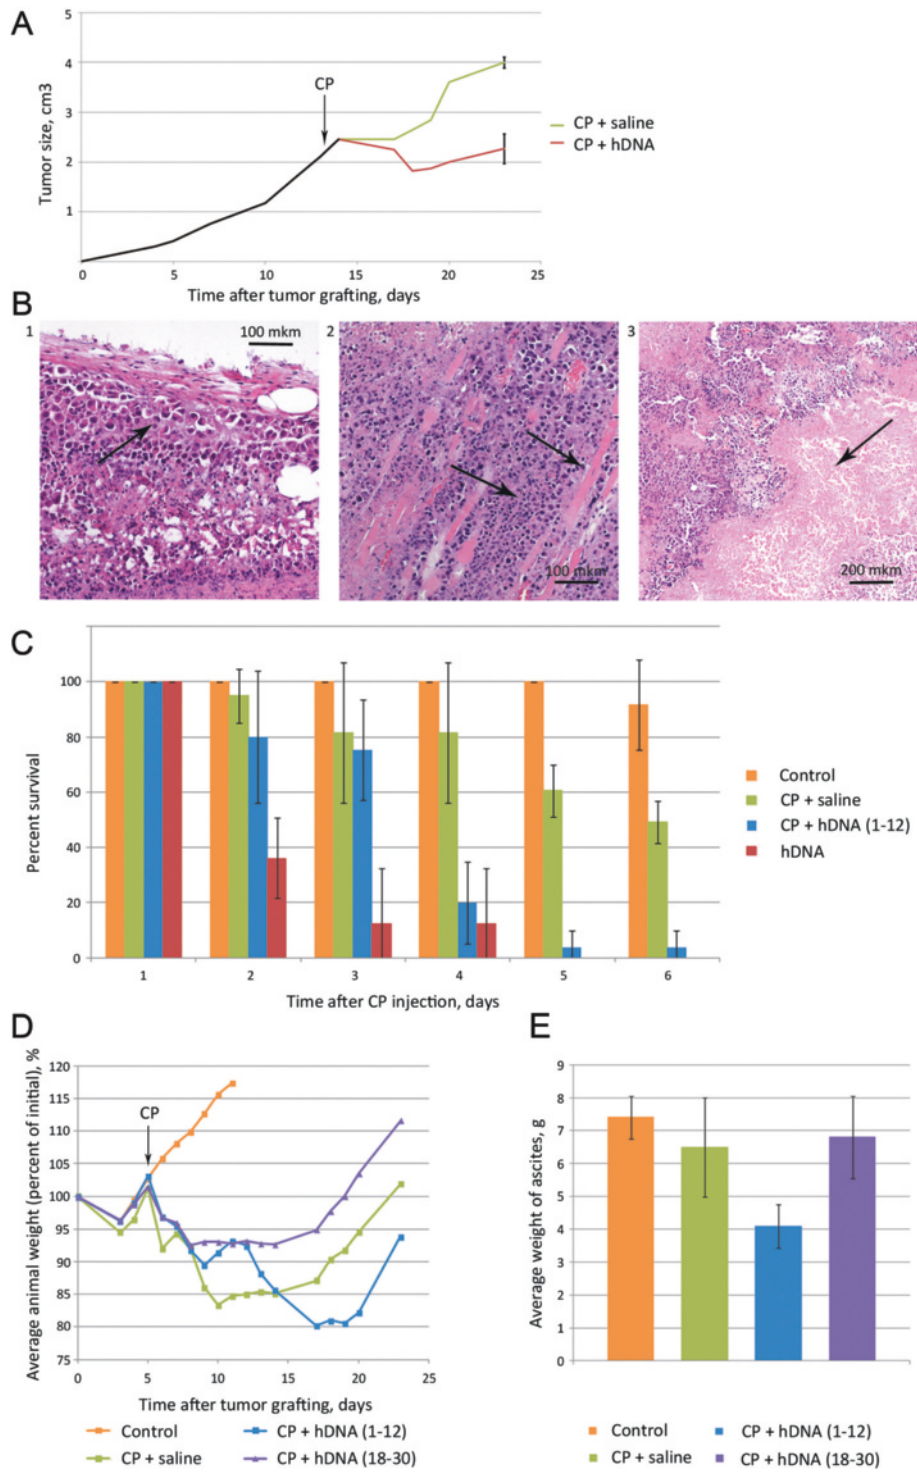 A
5
4
3
2
1
Tumor size, cm3
CP
0 5 10 15 20 25
Time after tumor grafting, days
CP + saline
CP + hDNA
B
1
100 mkm
2
100 mkm
3
200 mkm
C
100
80
60
40
20
0
Percent survival
1 2 3 4 5 6
Time after CP injection, days
Control
CP + saline
CP + hDNA (1-12)
hDNA
D
120
115
110
105
100
95
90
85
80
75
Average animal weight (percent of initial), %
CP
0 5 10 15 20 25
Time after tumor grafting, days
Control
CP + saline
CP + hDNA (1-12)
CP + hDNA (18-30)
E
9
8
7
6
5
4
3
2
1
0
Average weight of ascites, g
Control
CP + saline
CP + hDNA (1-12)
CP + hDNA (18-30)